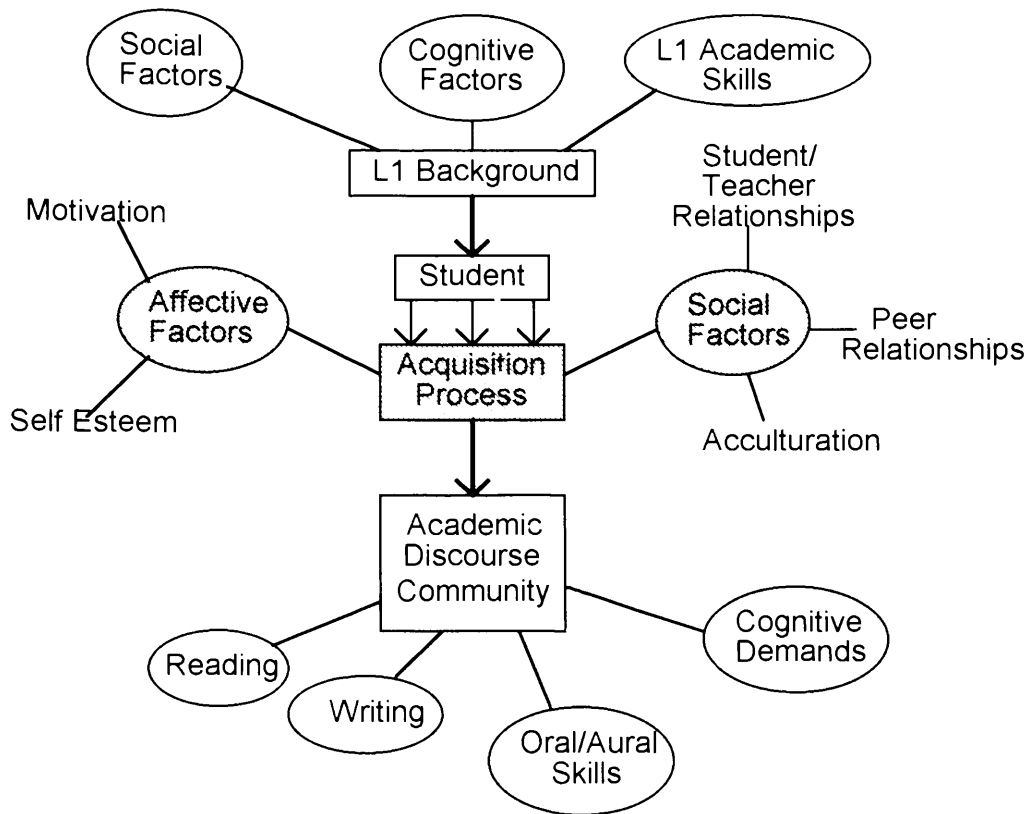 Social
Factors
Cognitive
Factors
L1 Academic
Skills
L1 Background
Student/
Teacher
Relationships
Motivation
Student
Affective
Factors
Social
Factors
Peer
Relationships
Acquisition
Process
Self Esteem
Acculturation
Academic
Discourse
Community
Cognitive
Demands
Reading
Writing
Oral/Aural
Skills